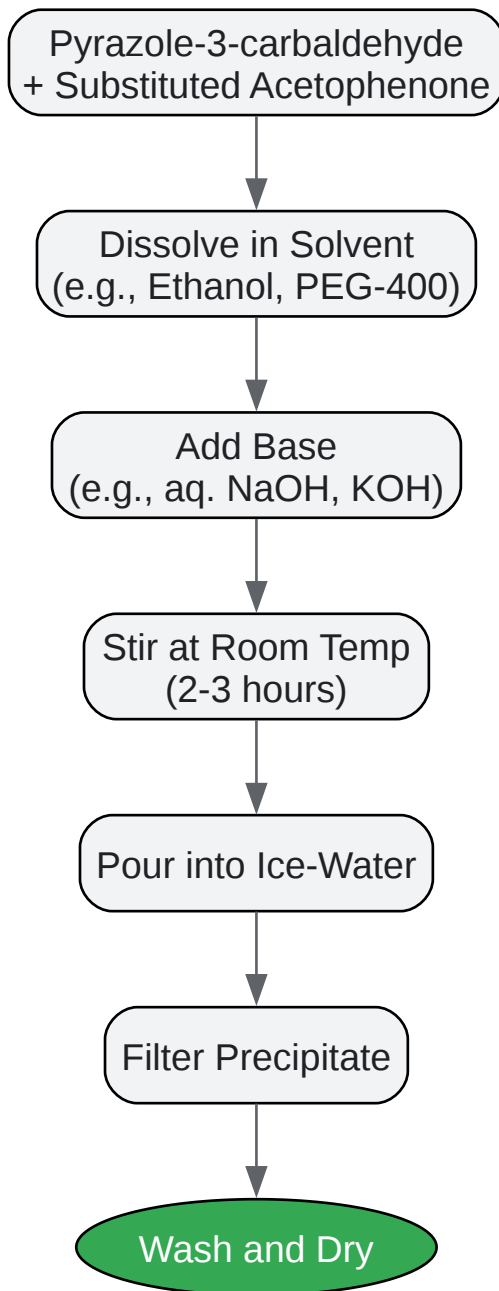 Pyrazole-3-carbaldehyde
+ Substituted Acetophenone
Dissolve in Solvent
(e.g., Ethanol, PEG-400)
Add Base
(e.g., aq. NaOH, KOH)
Stir at Room Temp
(2-3 hours)
Pour into Ice-Water
Filter Precipitate
Wash and Dry